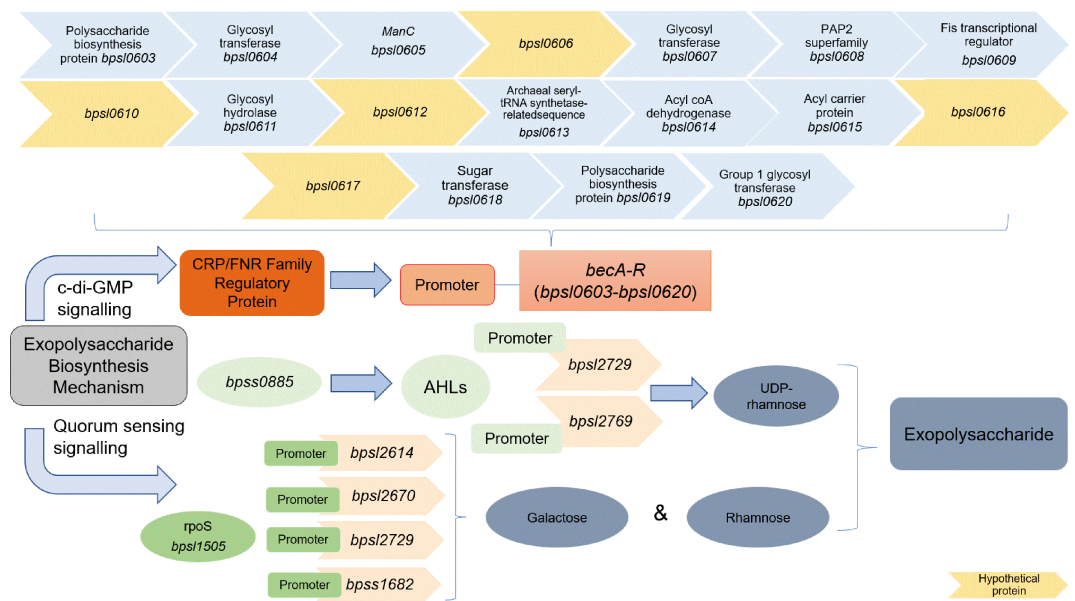 Polysaccharide
biosynthesis
protein bpsl0603
Glycosyl
transferase
bpsl0604
ManC
bpsl0605
bpsl0606
Glycosyl
transferase
bpsl0607
PAP2
superfamily
bpsl0608
Fis transcriptional
regulator
bpsl0609
bpsl0610
Glycosyl
hydrolase
bpsl0611
bpsl0612
Archaeal seryl-
tRNA synthetase-
relatedsequence
bpsl0613
Acyl coA
dehydrogenase
bpsl0614
Acyl carrier
protein
bpsl0615
bpsl0616
bpsl0617
Sugar
transferase
bpsl0618
Polysaccharide
biosynthesis
protein bpsl0619
Group 1 glycosyl
transferase
bpsl0620
c-di-GMP
signalling
CRP/FNR Family
Regulatory
Protein
Promoter
becA-R
(bpsl0603-bpsl0620)
Exopolysaccharide
Biosynthesis
Mechanism
bpss0885
AHLs
Promoter
bpsl2729
bpsl2769
Promoter
UDP-
rhamnose
Exopolysaccharide
Quorum sensing
signalling
rpoS
bpsl1505
Promoter
bpsl2614
Promoter
bpsl2670
Promoter
bpsl2729
Promoter
bpss1682
Galactose
&
Rhamnose
Hypothetical
protein